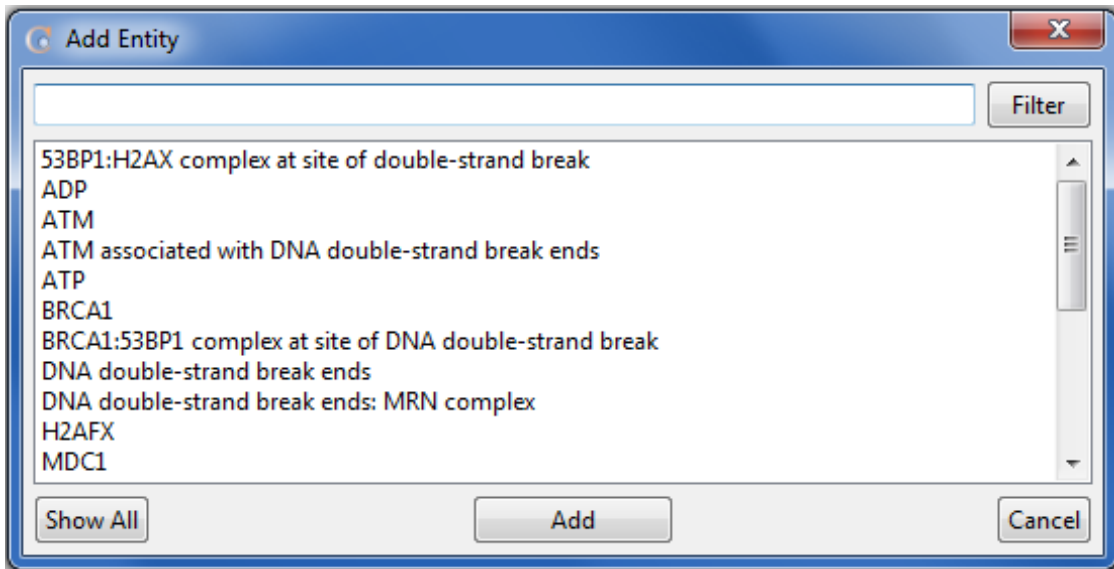 Add Entity
Filter
53BP1:H2AX complex at site of double-strand break
ADP
ATM
ATM associated with DNA double-strand break ends
ATP
BRCA1
BRCA1:53BP1 complex at site of DNA double-strand break
DNA double-strand break ends
DNA double-strand break ends: MRN complex
H2AFX
MDC1
Show All
Add
Cancel